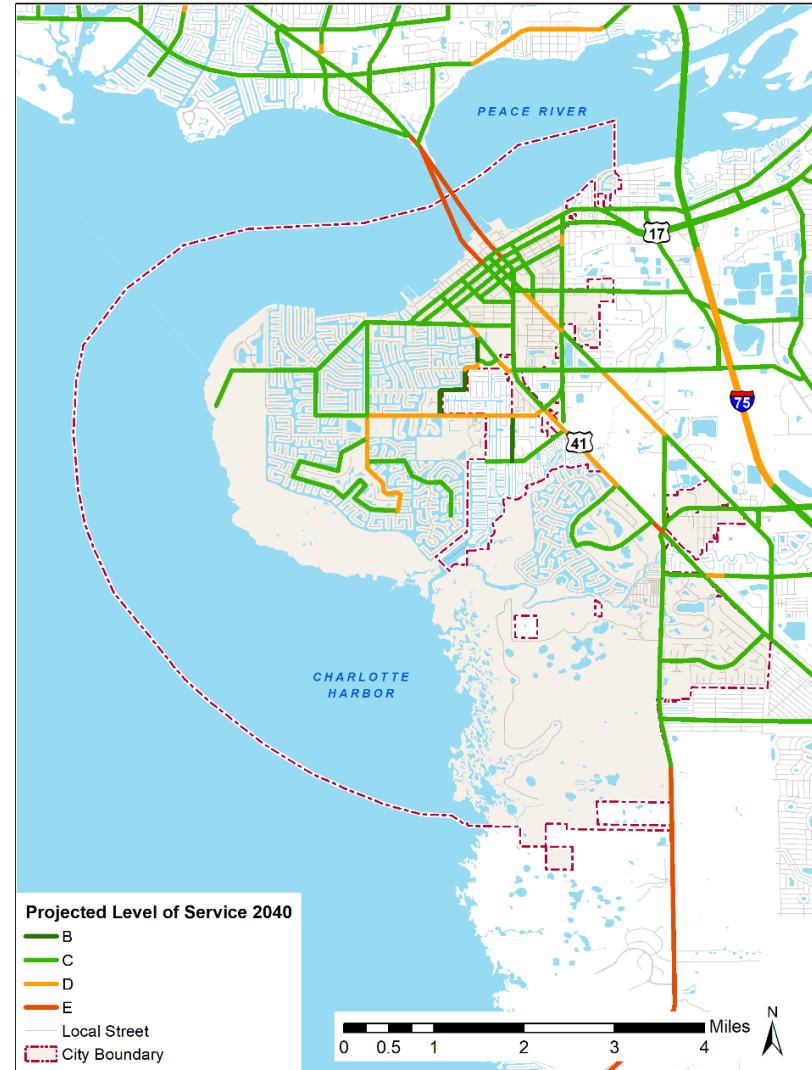 PEACE RIVER
17
75
41
CHARLOTTE
HARBOR
Projected Level of Service 2040
B
C
D
E
Local Street
City Boundary
Miles
0 0.5 1 2 3 4
N